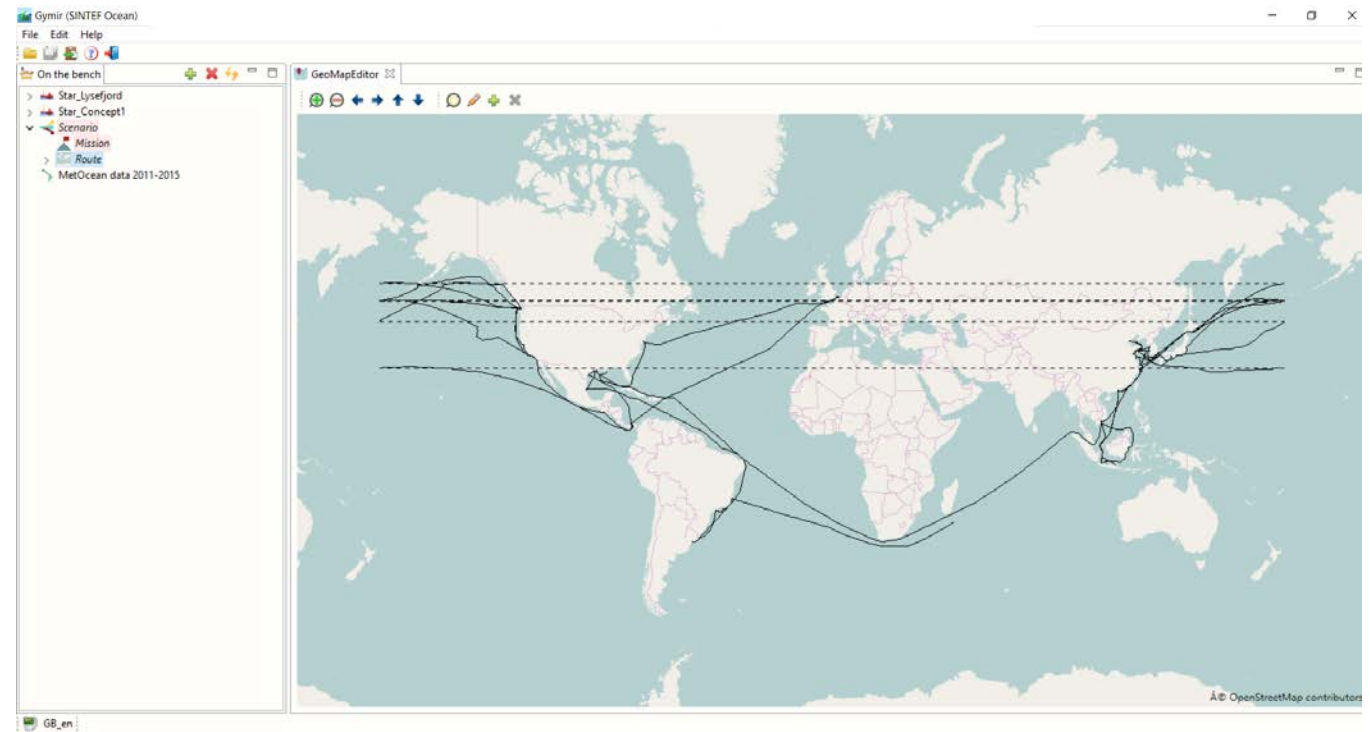 Gymir (SINTEF Ocean)
File Edit Help
On the bench
GeoMapEditor
Star_Lysefjord
Star_Concept1
Scenario
Mission
Route
MetOcean data 2011-2015
Â© OpenStreetMap contributors
GB_en